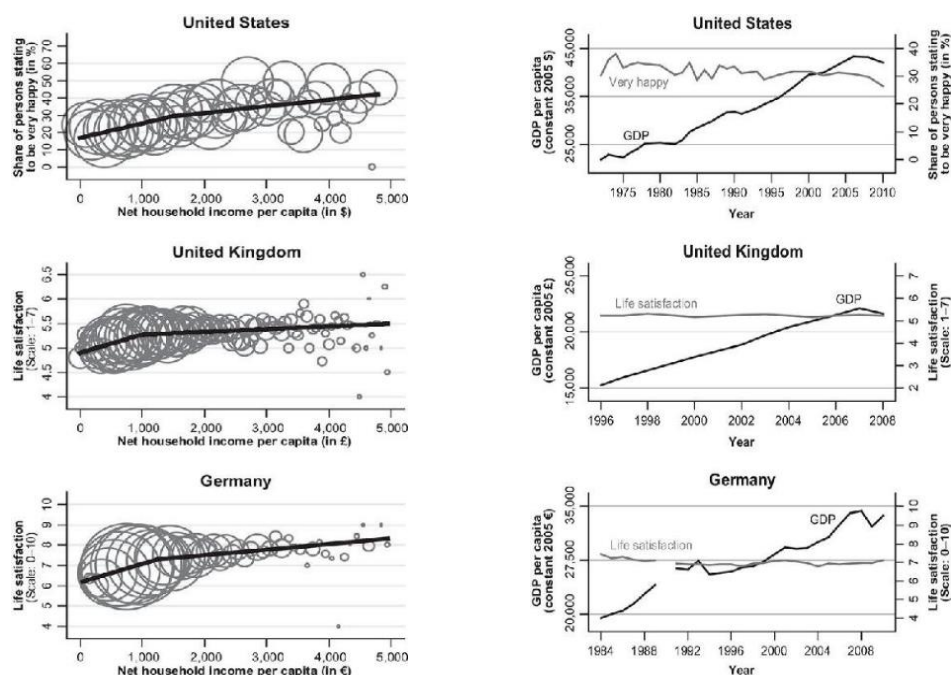 United States
Share of persons stating
to be very happy (in %)
70
60
50
40
30
20
10
0
0 1,000 2,000 3,000 4,000 5,000
Net household income per capita (in $)
United States
GDP per capita
(constant 2005 $)
45,000
35,000
25,000
Very happy
GDP
40
30
20
10
0
Share of persons stating
to be very happy (in %)
1975 1980 1985 1990 1995 2000 2005 2010
Year
United Kingdom
Life satisfaction
(Scale: 1–7)
6.5
6
5.5
5
4.5
4
0 1,000 2,000 3,000 4,000 5,000
Net household income per capita (in £)
United Kingdom
GDP per capita
(constant 2005 £)
25,000
20,000
15,000
Life satisfaction
GDP
7
6
5
4
3
2
Life satisfaction
(Scale: 1–7)
1996 1998 2000 2002 2004 2006 2008
Year
Germany
Life satisfaction
(Scale: 0–10)
10
9
8
7
6
5
4
0 1,000 2,000 3,000 4,000 5,000
Net household income per capita (in €)
Germany
GDP per capita
(constant 2005 €)
35,000
27,500
20,000
GDP
Life satisfaction
10
9
8
7
6
5
4
Life satisfaction
(Scale: 0–10)
1984 1988 1992 1996 2000 2004 2008
Year